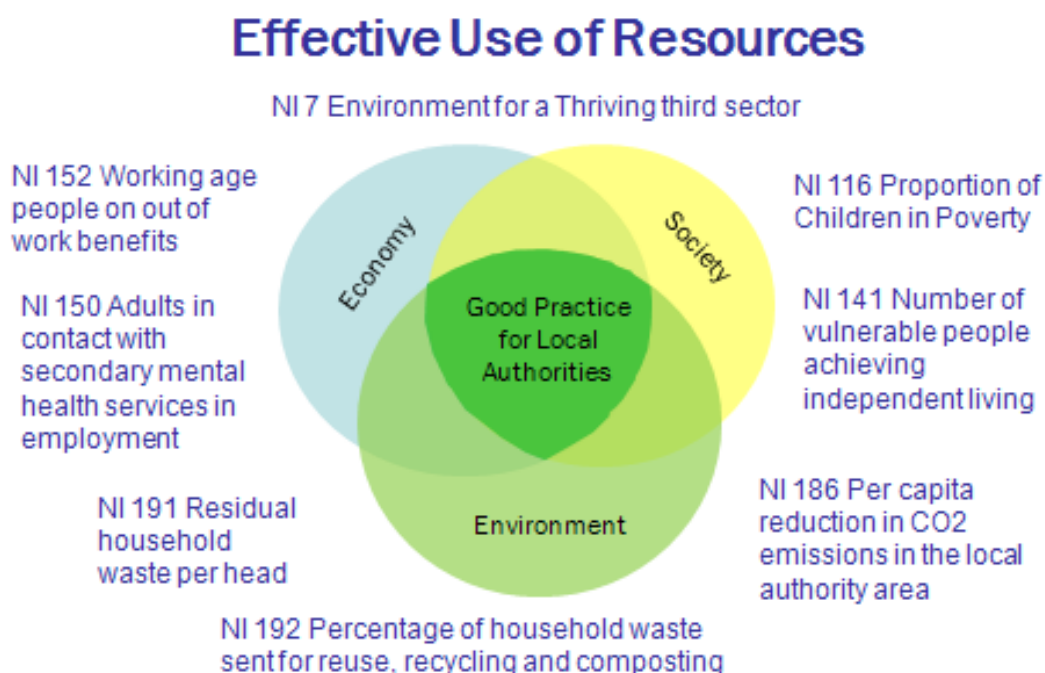 Effective Use of Resources
NI 7 Environment for a Thriving third sector
NI 152 Working age
people on out of
work benefits
NI 116 Proportion of
Children in Poverty
Economy
Society
NI 150 Adults in
contact with
secondary mental
health services in
employment
Good Practice
for Local
Authorities
NI 141 Number of
vulnerable people
achieving
independent living
NI 191 Residual
household
waste per head
Environment
NI 186 Per capita
reduction in CO2
emissions in the local
authority area
NI 192 Percentage of household waste
sent for reuse, recycling and composting